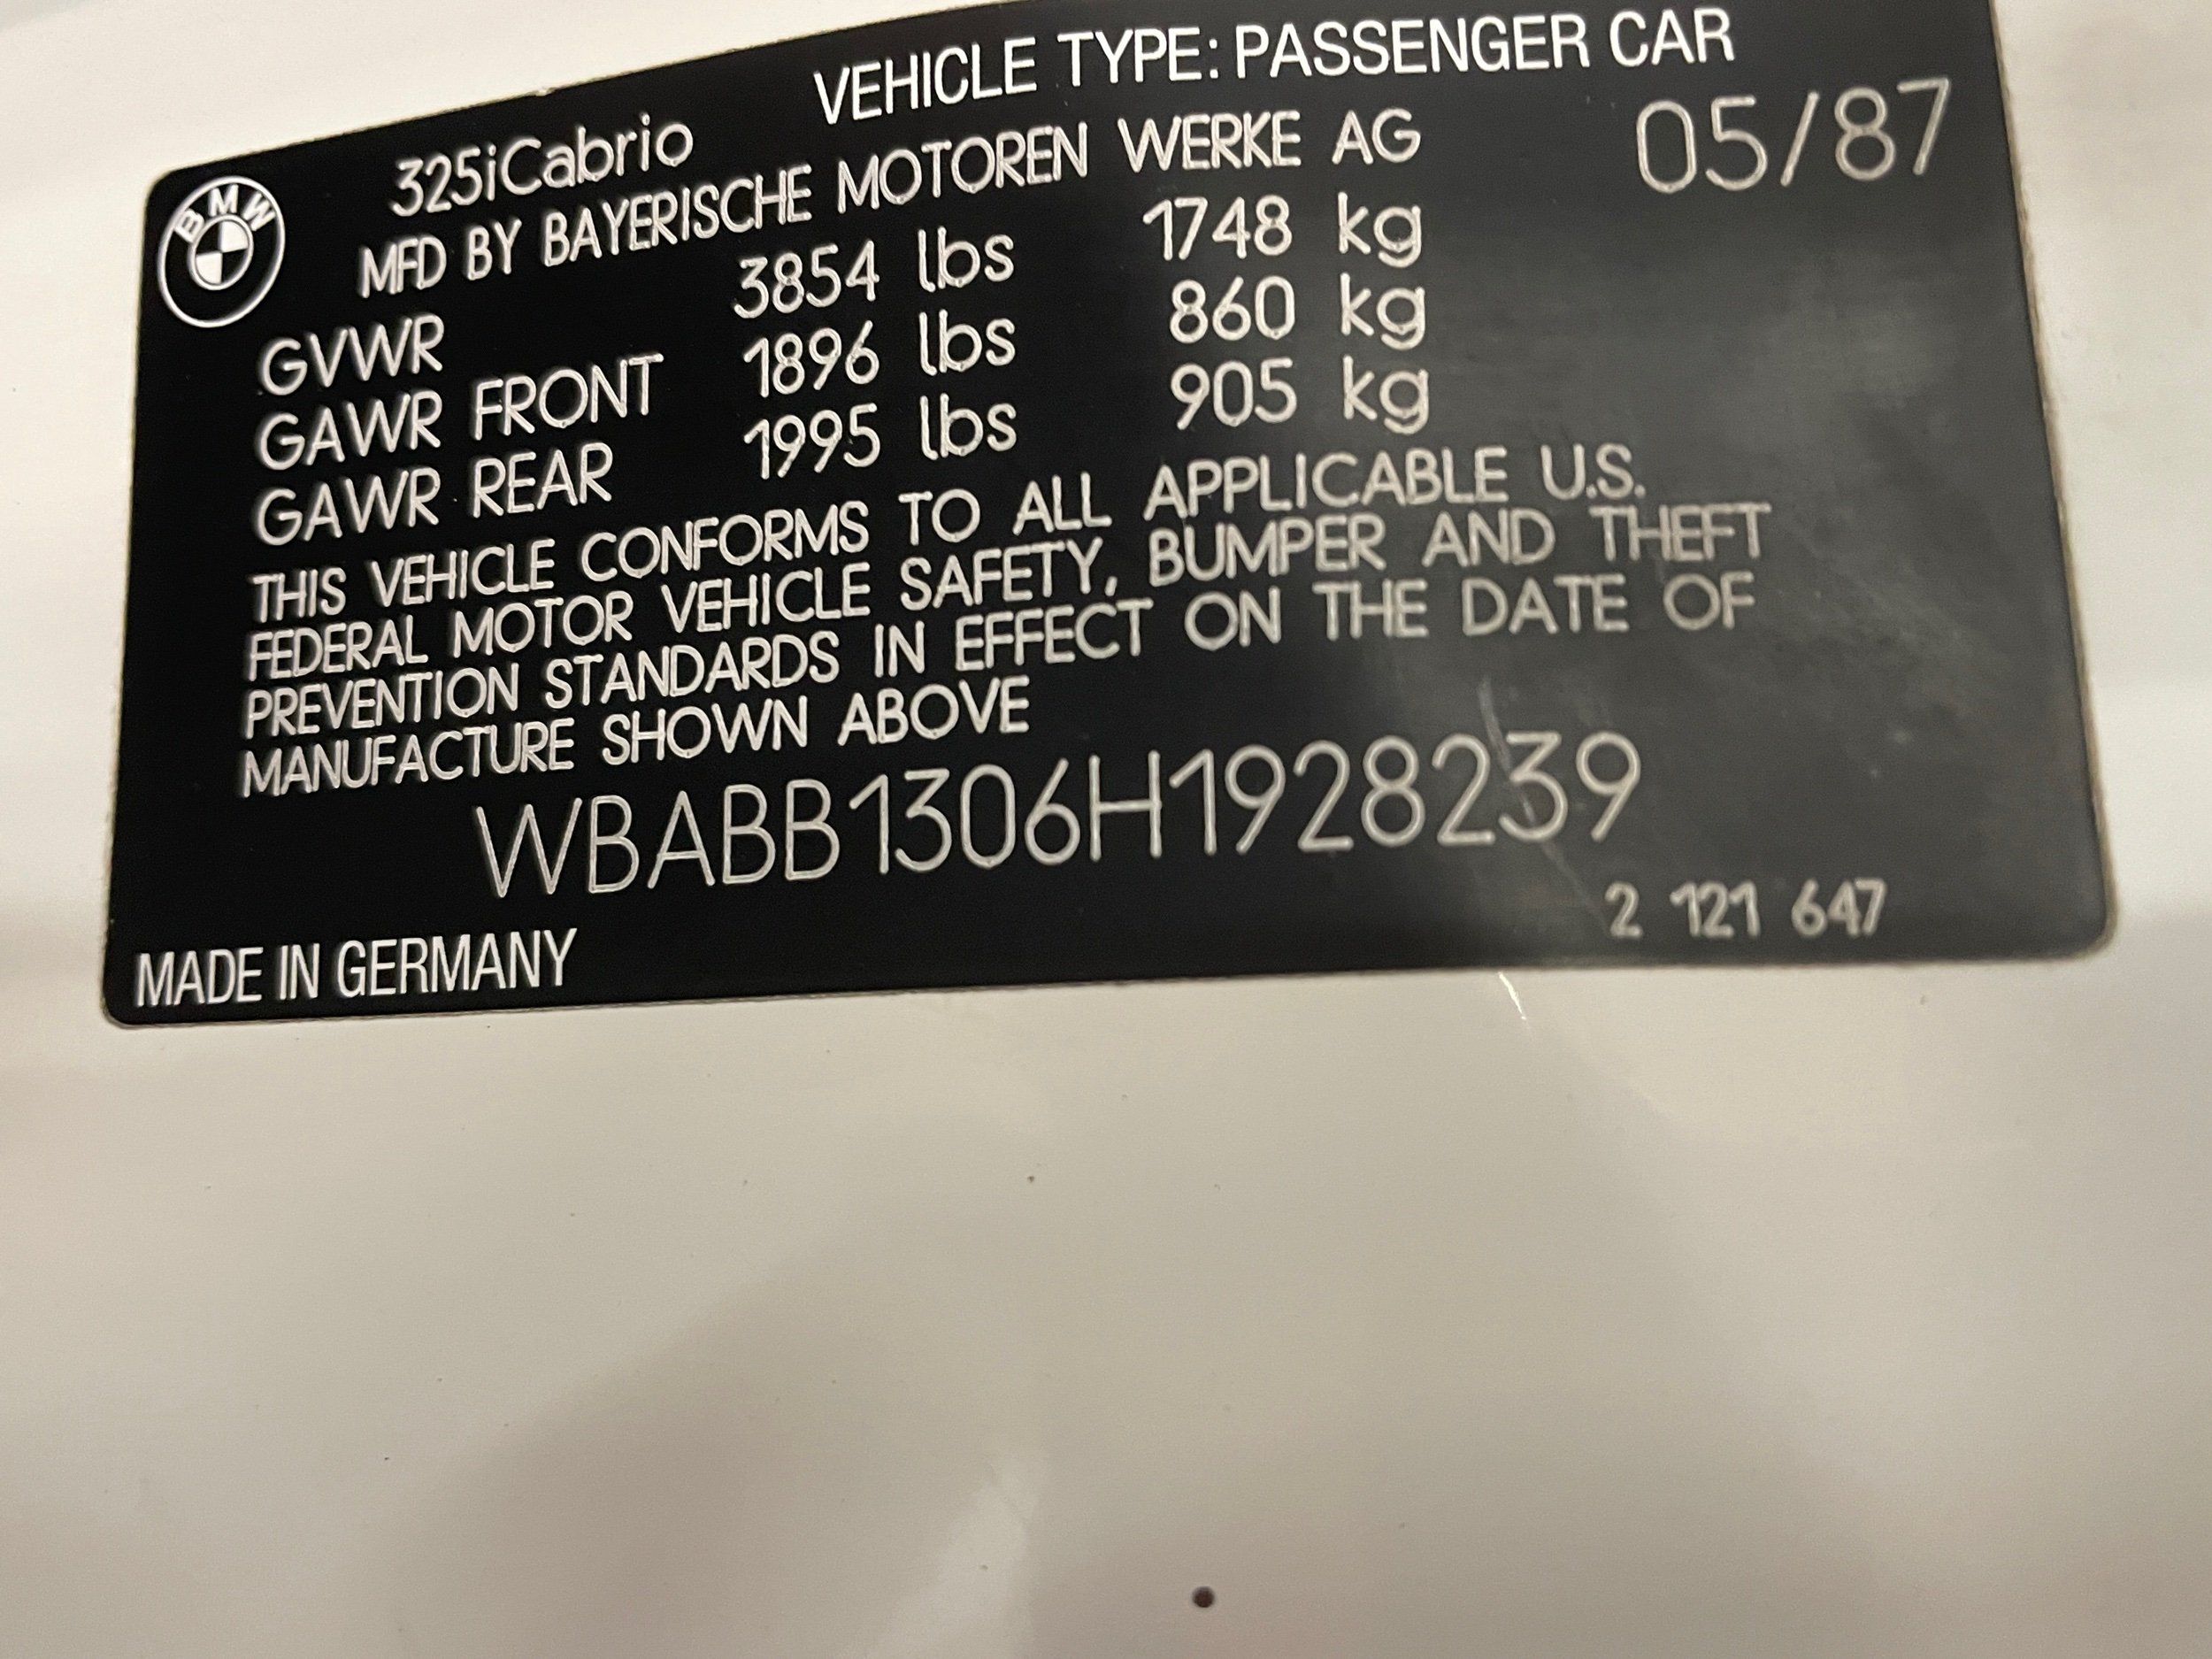 VEHICLE TYPE: PASSENGER CAR
BMW
325iCabrio
05/87
MFD BY BAYERISCHE MOTOREN WERKE AG
GVWR 3854 lbs 1748 kg
GAWR FRONT 1896 lbs 860 kg
GAWR REAR 1995 lbs 905 kg
THIS VEHICLE CONFORMS TO ALL APPLICABLE U.S.
FEDERAL MOTOR VEHICLE SAFETY, BUMPER AND THEFT
PREVENTION STANDARDS IN EFFECT ON THE DATE OF
MANUFACTURE SHOWN ABOVE
WBABB1306H1928239
2 121 647
MADE IN GERMANY